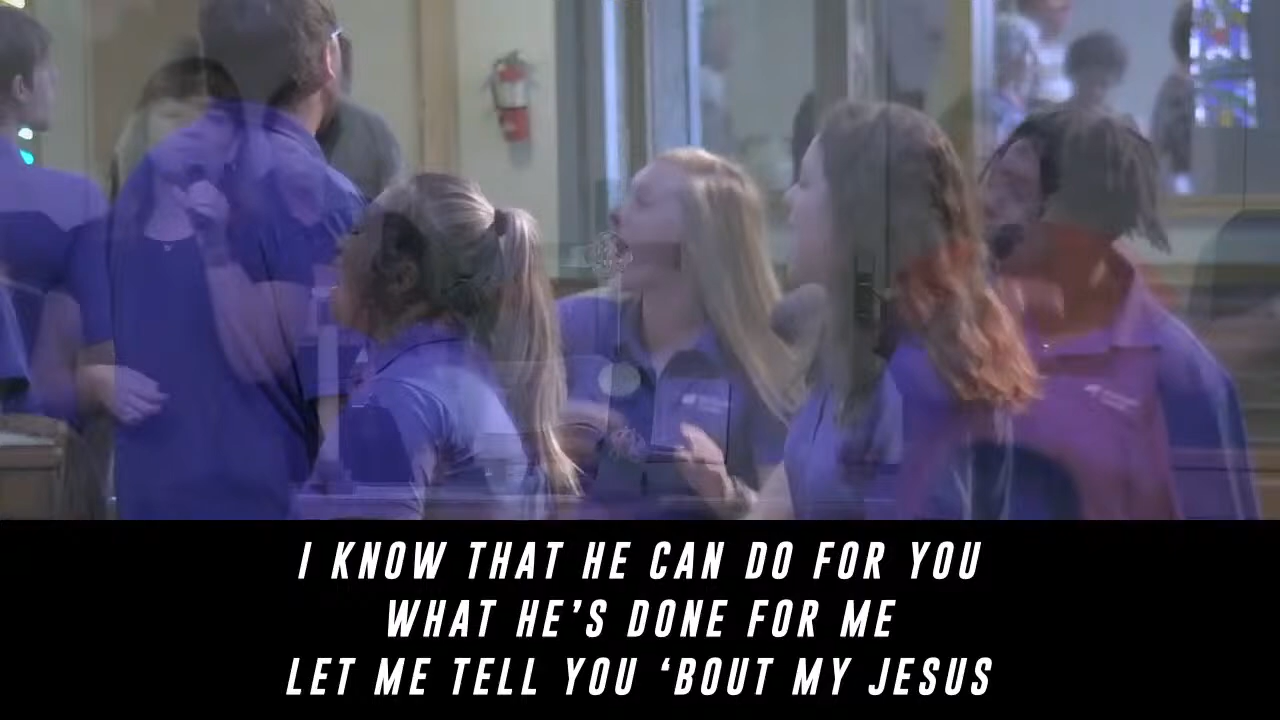 I KNOW THAT HE CAN DO FOR YOU
WHAT HE'S DONE FOR ME
LET ME TELL YOU ‘BOUT MY JESUS